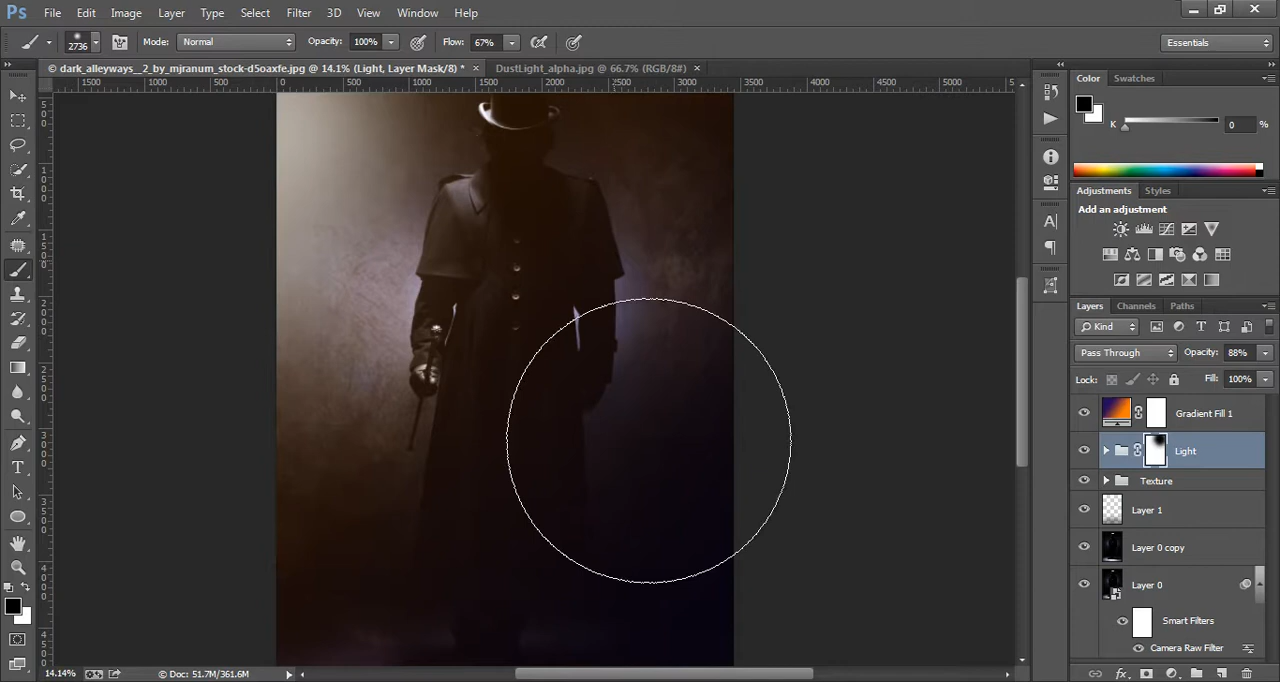 Ps File Edit Image Layer Type Select Filter 3D View Window Help
2736 Mode: Normal Opacity: 100% Flow: 67% Essentials
© dark_alleyways__2_by_mjranum_stock-d5oaxfe.jpg @ 14.1% (Light, Layer Mask/8) * × DustLight_alpha.jpg @ 66.7% (RGB/8#) ×
1500 1000 500 0 500 1000 1500 2000 2500 3000 3500 4000 4500 5000
Color Swatches
K 0 %
Adjustments Styles
Add an adjustment
Layers Channels Paths
Kind
Pass Through Opacity: 88%
Lock: Fill: 100%
Gradient Fill 1
Light
Texture
Layer 1
Layer 0 copy
Layer 0
Smart Filters
Camera Raw Filter
14.14% Doc: 51.7M/361.6M